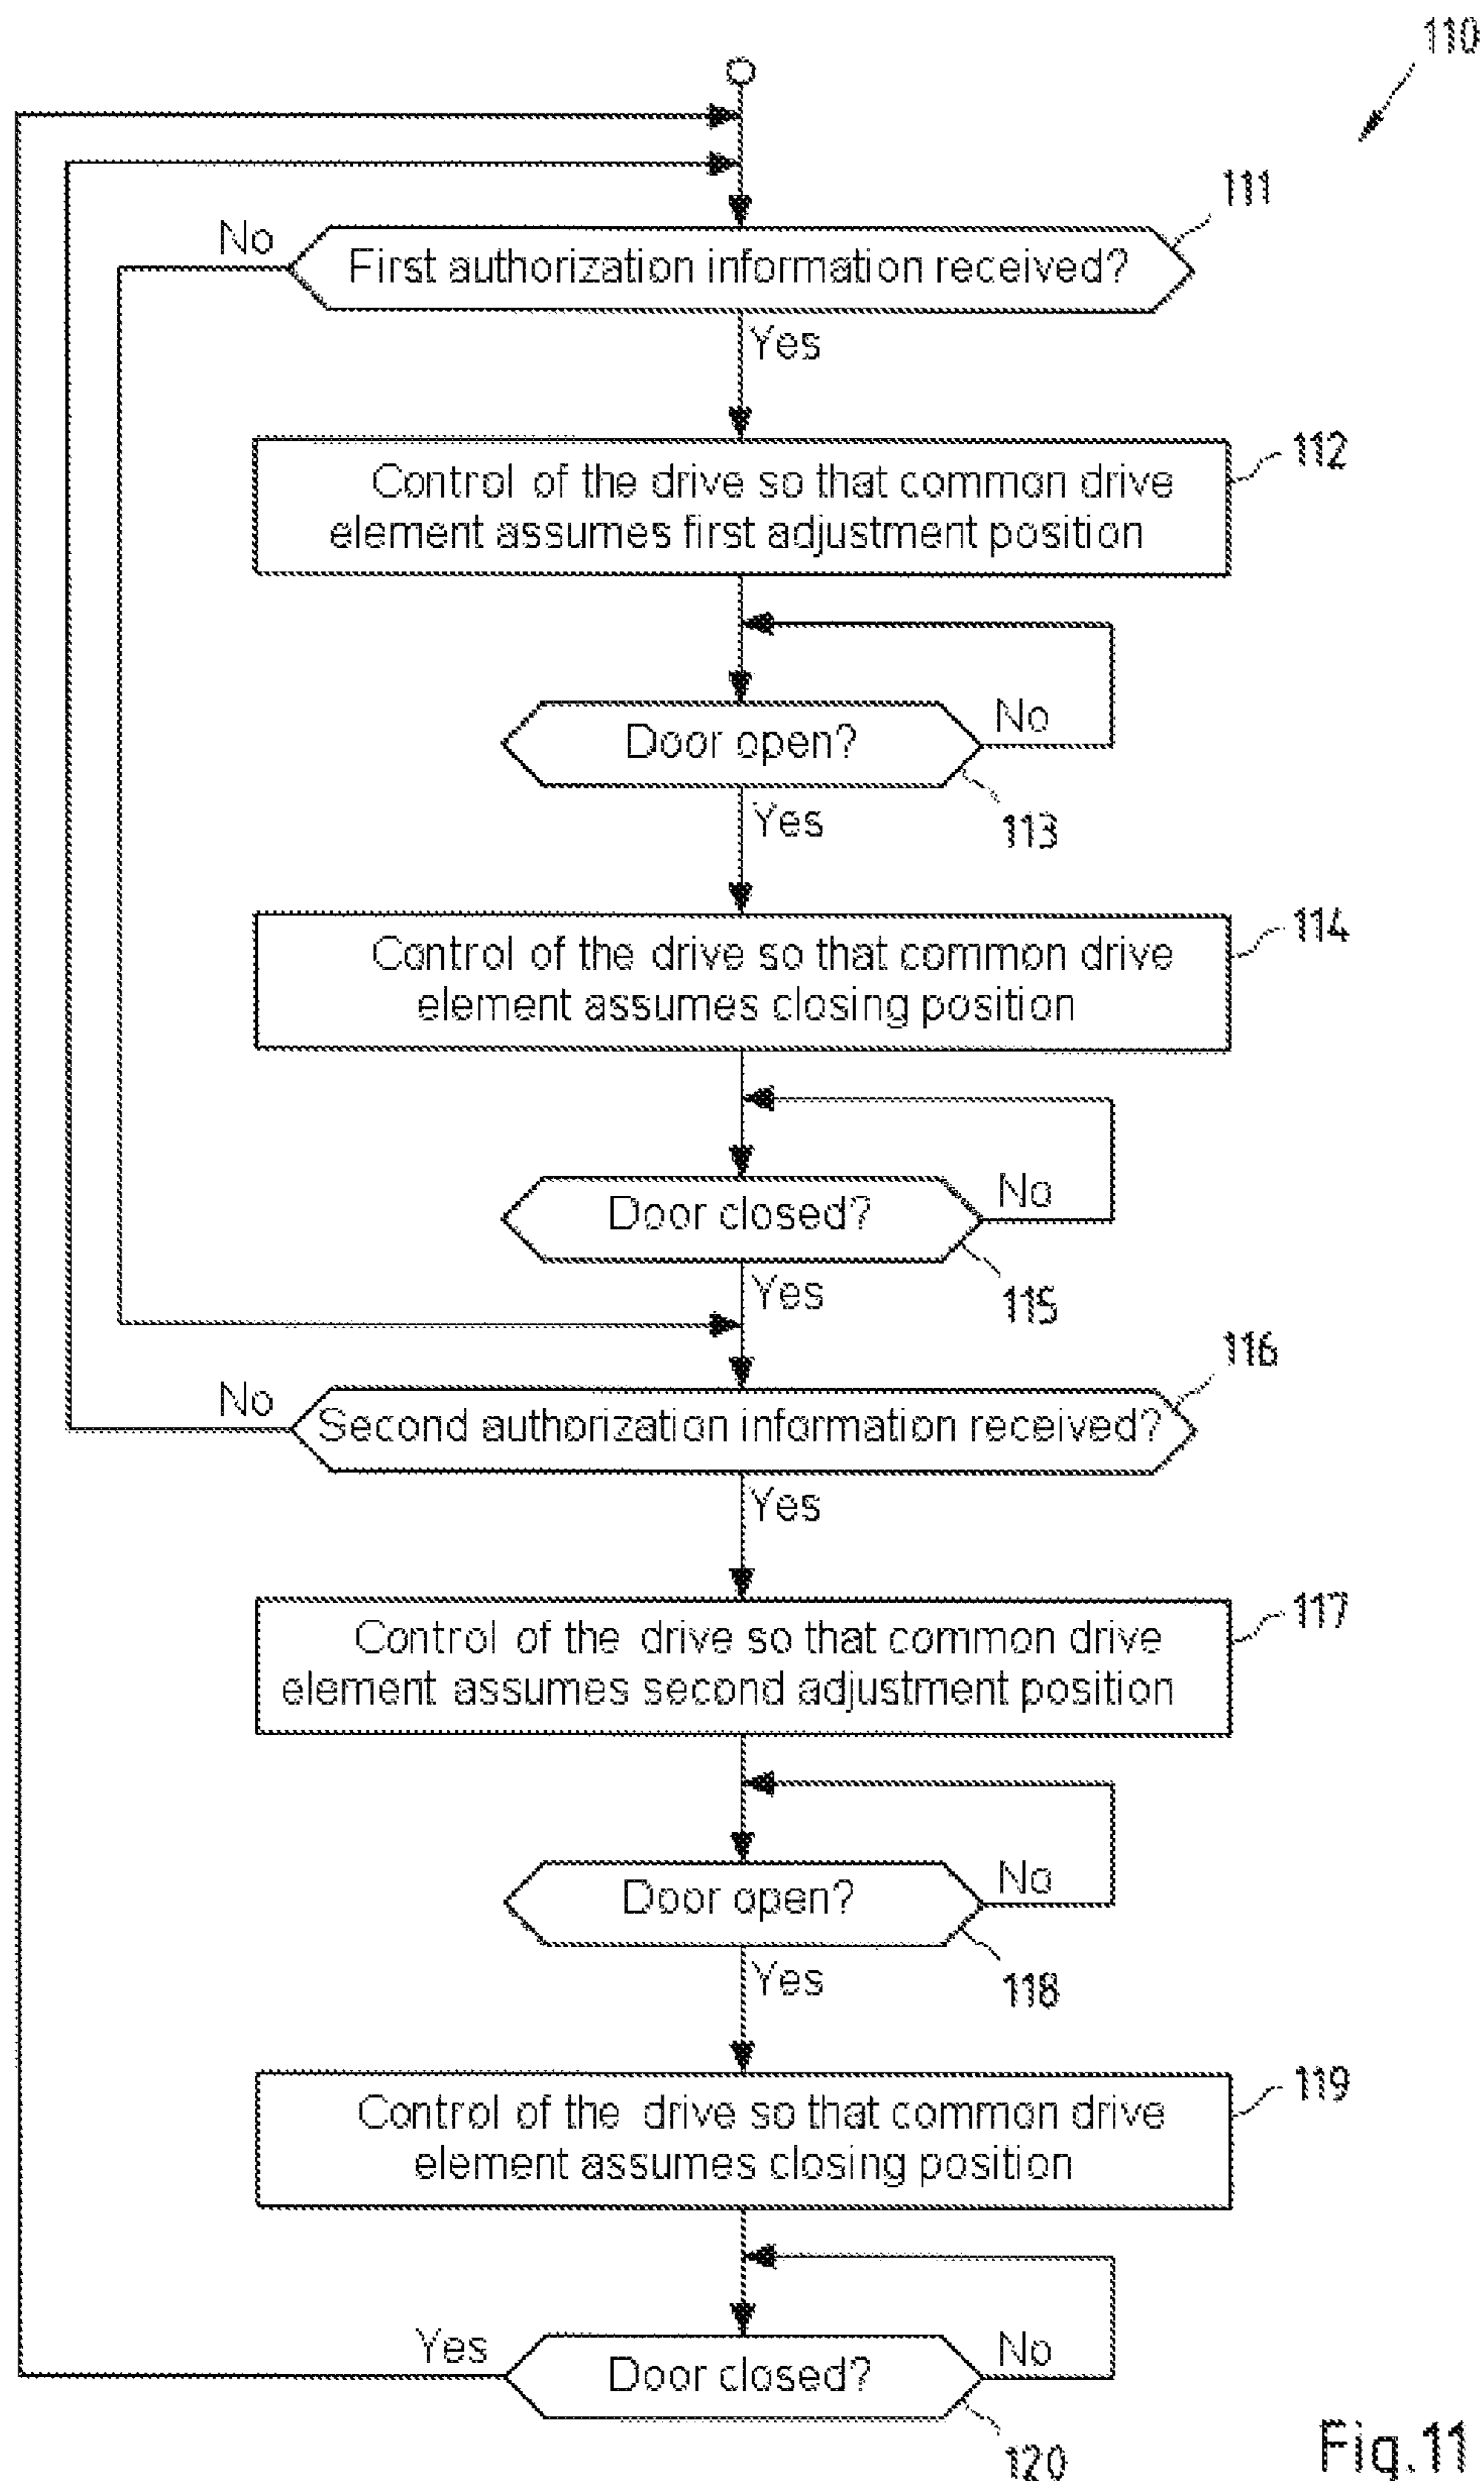 110
111
No
First authorization information received?
Yes
112
Control of the drive so that common drive
element assumes first adjustment position
No
Door open?
Yes
113
114
Control of the drive so that common drive
element assumes closing position
No
Door closed?
Yes
115
116
No
Second authorization information received?
Yes
117
Control of the drive so that common drive
element assumes second adjustment position
No
Door open?
Yes
118
119
Control of the drive so that common drive
element assumes closing position
Yes
No
Door closed?
120
Fig.11